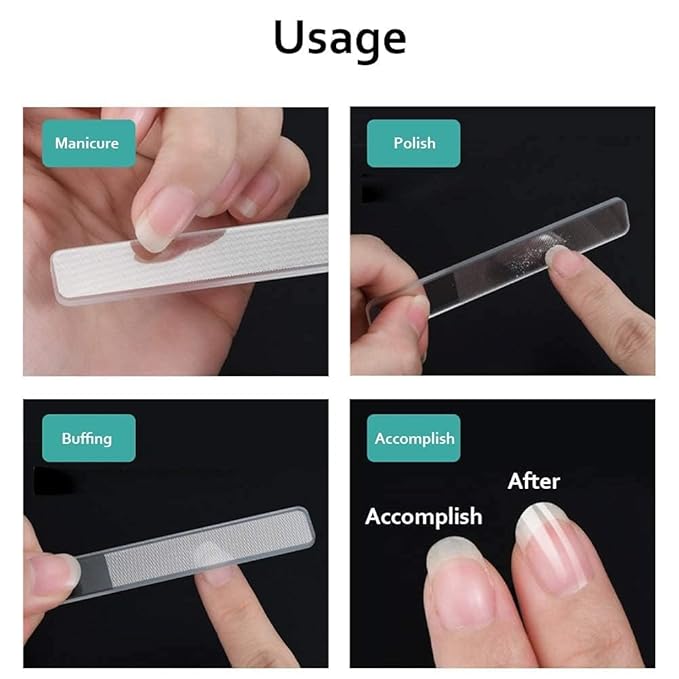 Usage
Manicure
Polish
Buffing
Accomplish
After
Accomplish